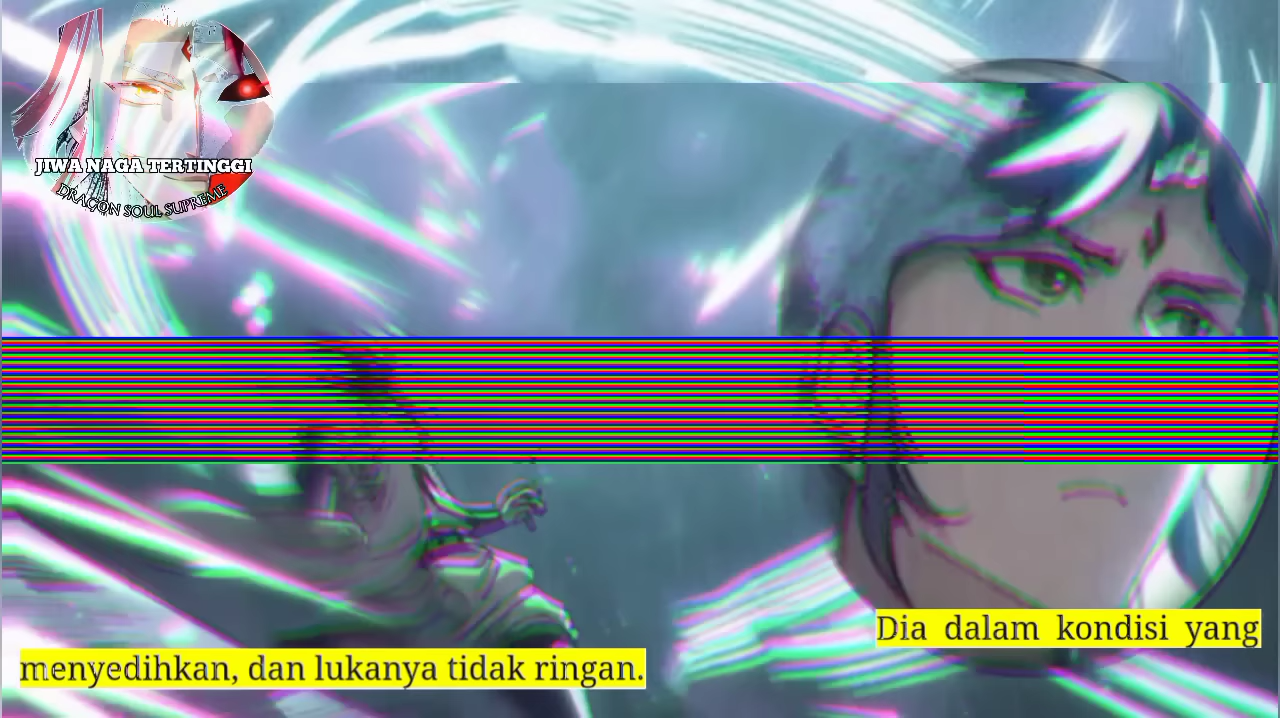 JIWA NAGA TERTINGGI
DRAGON SOUL SUPREME
Dia dalam kondisi yang
menyedihkan, dan lukanya tidak ringan.